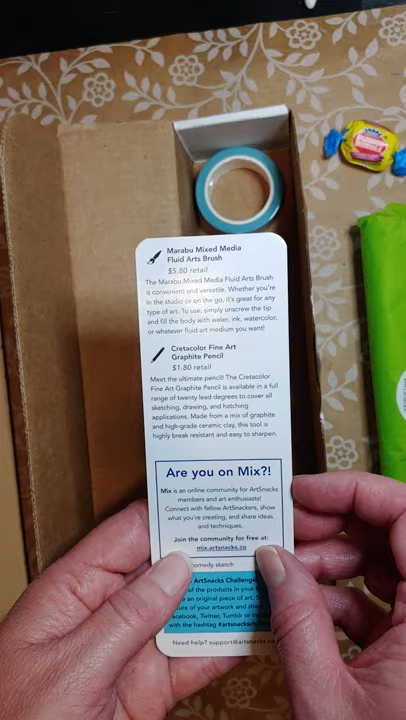 Marabu Mixed Media
Fluid Arts Brush
$5.80 retail
The Marabu Mixed Media Fluid Arts Brush
is convenient and versatile. Whether you're
in the studio or on the go, it's great for any
type of art. To use, simply unscrew the tip
and fill the body with water, ink, watercolor,
or whatever fluid art medium you want!
Cretacolor Fine Art
Graphite Pencil
$1.80 retail
Meet the ultimate pencil! The Cretacolor
Fine Art Graphite Pencil is available in a full
range of twenty lead degrees to cover all
sketching, drawing, and hatching
applications. Made from a mix of graphite
and high-grade ceramic clay, this tool is
highly break resistant and easy to sharpen.
Are you on Mix?!
Mix is an online community for ArtSnacks
members and art enthusiasts!
Connect with fellow ArtSnackers, show
what you're creating, and share ideas
and techniques.
Join the community for free at:
mix.artsnacks.co
comedy sketch
ArtSnacks Challenge
of the products in your
an original piece of art.
of your artwork and share
Facebook, Twitter, Tumblr or
with the hashtag
Need help? support@artsnacks.co